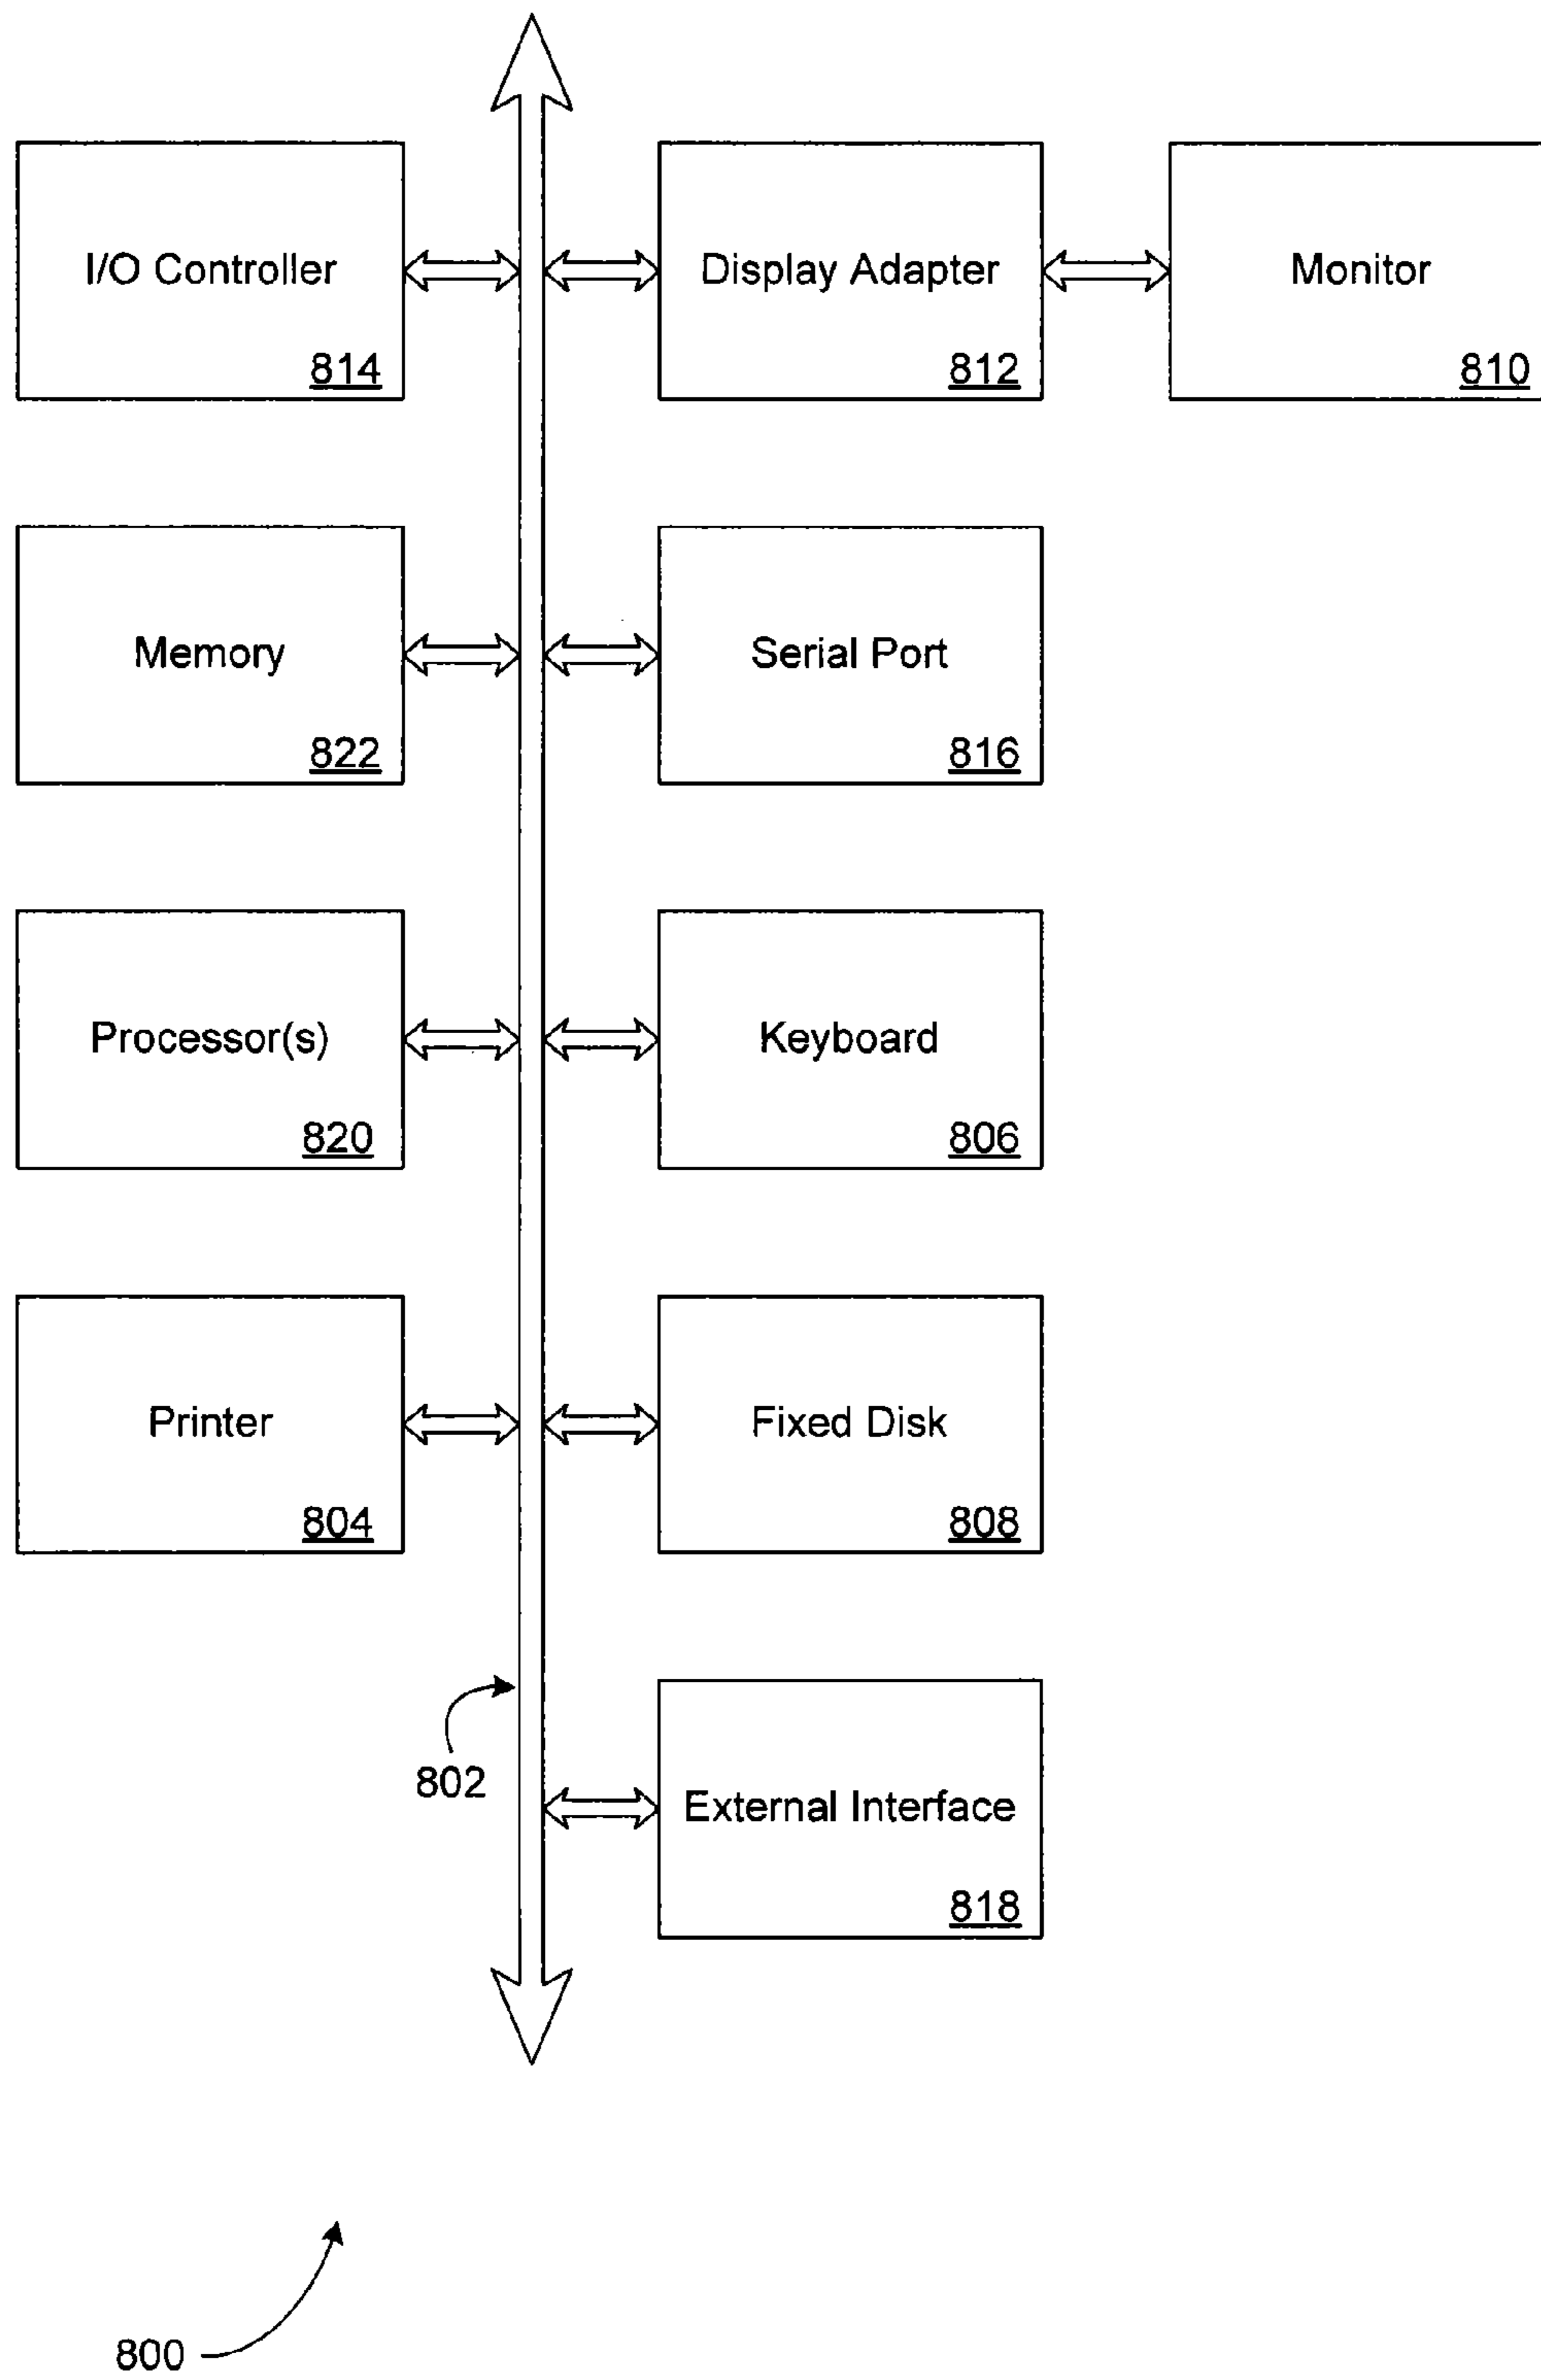 I/O Controller
814
Display Adapter
812
Monitor
810
Memory
822
Serial Port
816
Processor(s)
820
Keyboard
806
Printer
804
Fixed Disk
808
802
External Interface
818
800